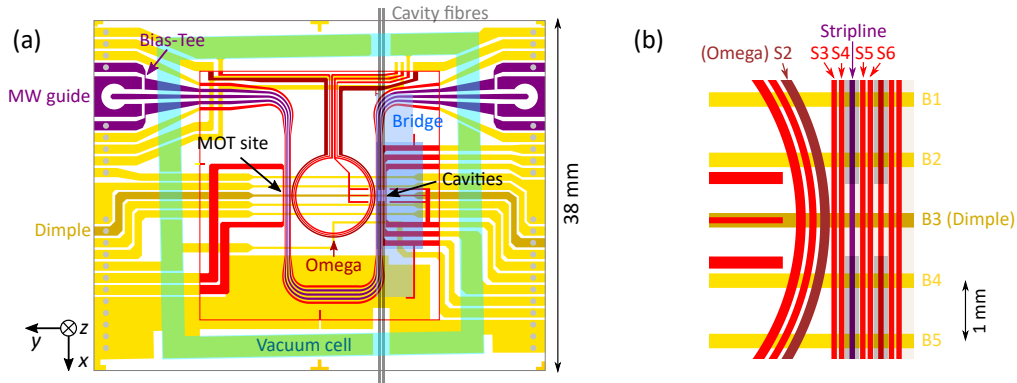 Cavity fibres
(a)
Bias-Tee
MW guide
Bridge
MOT site
Cavities
Dimple
Omega
Vacuum cell
y
z
x
38 mm
(b)
Stripline
(Omega) S2
S3 S4 S5 S6
B1
B2
B3 (Dimple)
B4
B5
1 mm